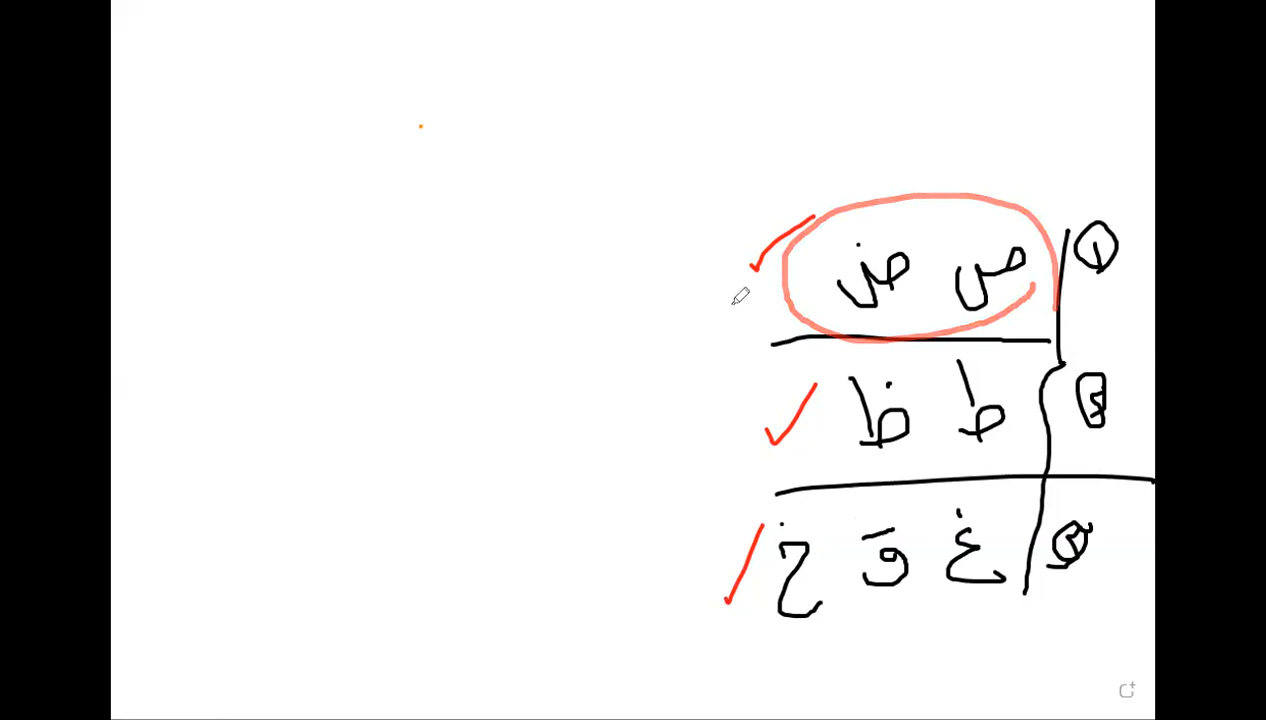 ١ ص ض
٢ ط ظ
٣ غ ق خ